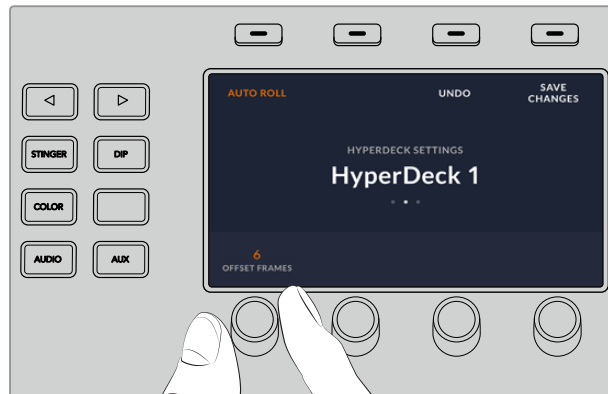 AUTO ROLL
UNDO
SAVE
CHANGES
STINGER
DIP
HYPERDECK SETTINGS
HyperDeck 1
COLOR
AUDIO
AUX
6
OFFSET FRAMES